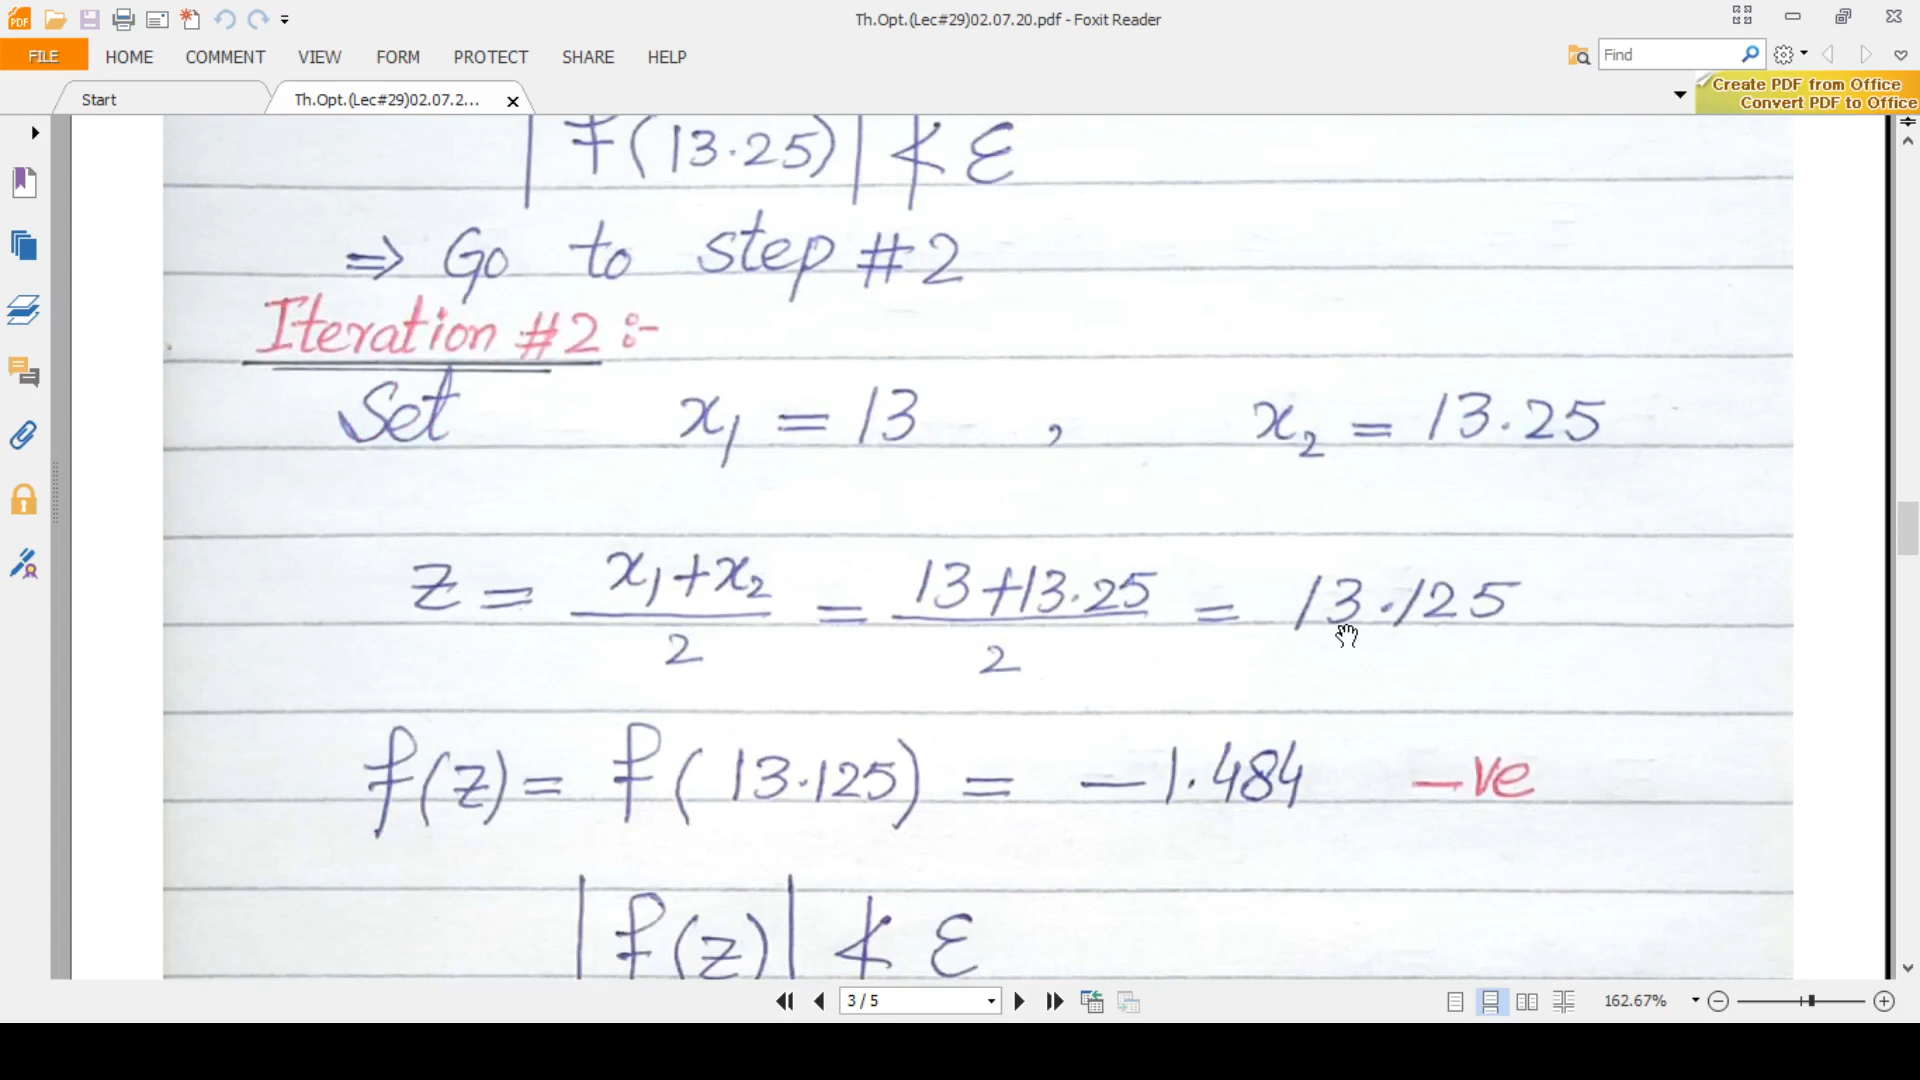 Th.Opt.(Lec#29)02.07.20.pdf - Foxit Reader
FILE HOME COMMENT VIEW FORM PROTECT SHARE HELP
Find
Start
Th.Opt.(Lec#29)02.07.2...
Create PDF from Office
Convert PDF to Office
|f(13.25)| ≮ ε
⇒ Go to step #2
Iteration #2 :-
Set x₁ = 13 , x₂ = 13.25
z = (x₁+x₂)/2 = (13+13.25)/2 = 13.125
f(z) = f(13.125) = -1.484 -ve
|f(z)| ≮ ε
3 / 5
162.67%